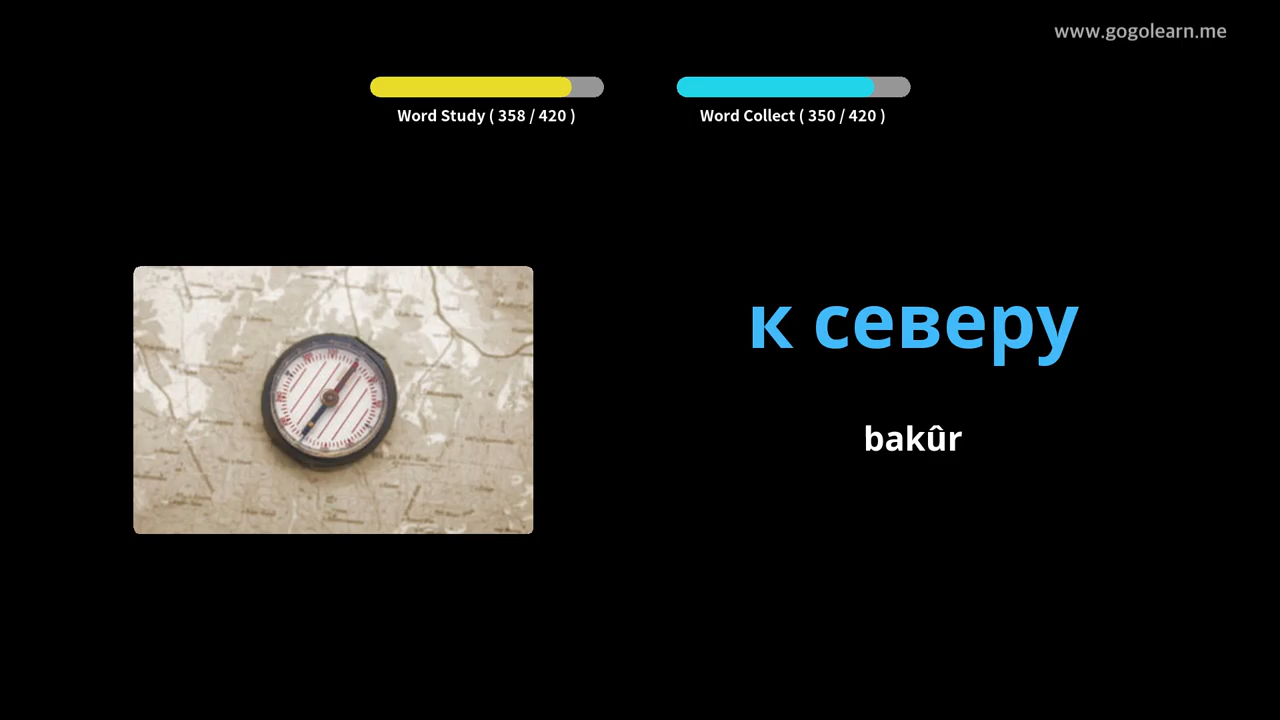 www.gogolearn.me
Word Study ( 358 / 420 )
Word Collect ( 350 / 420 )
к северу
bakûr